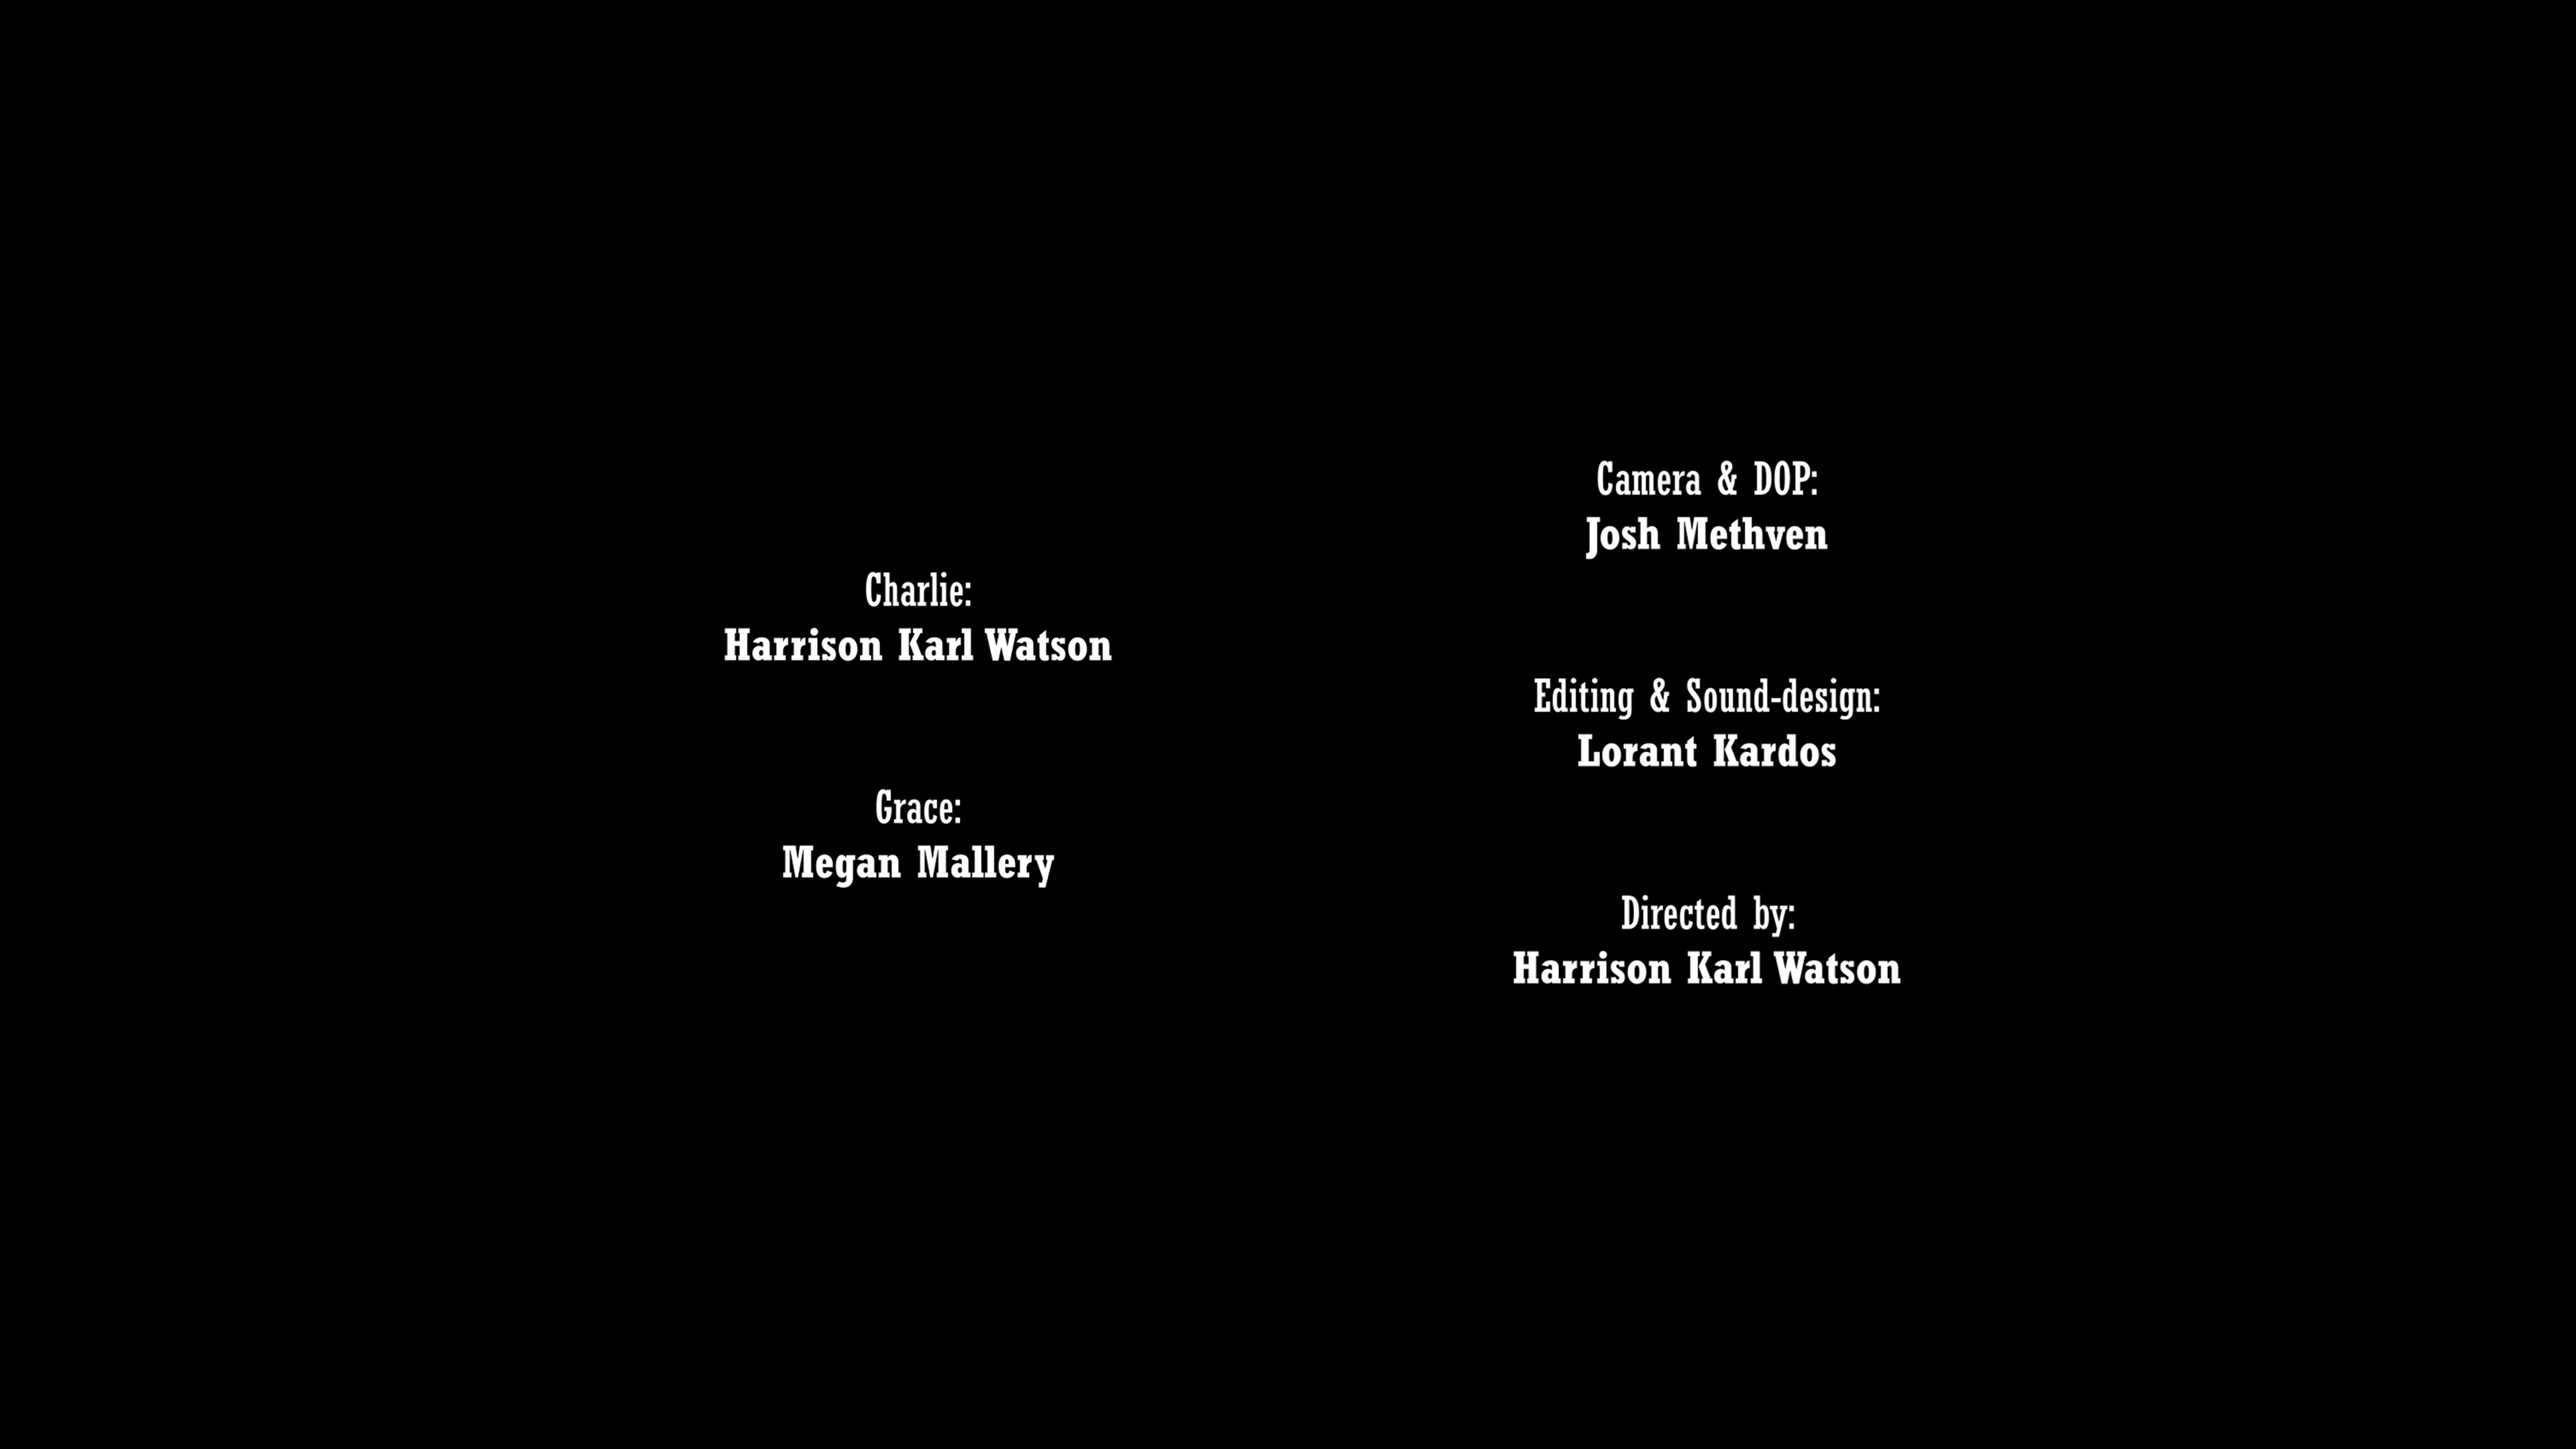 Charlie:
Harrison Karl Watson
Grace:
Megan Mallery
Camera & DOP:
Josh Methven
Editing & Sound-design:
Lorant Kardos
Directed by:
Harrison Karl Watson